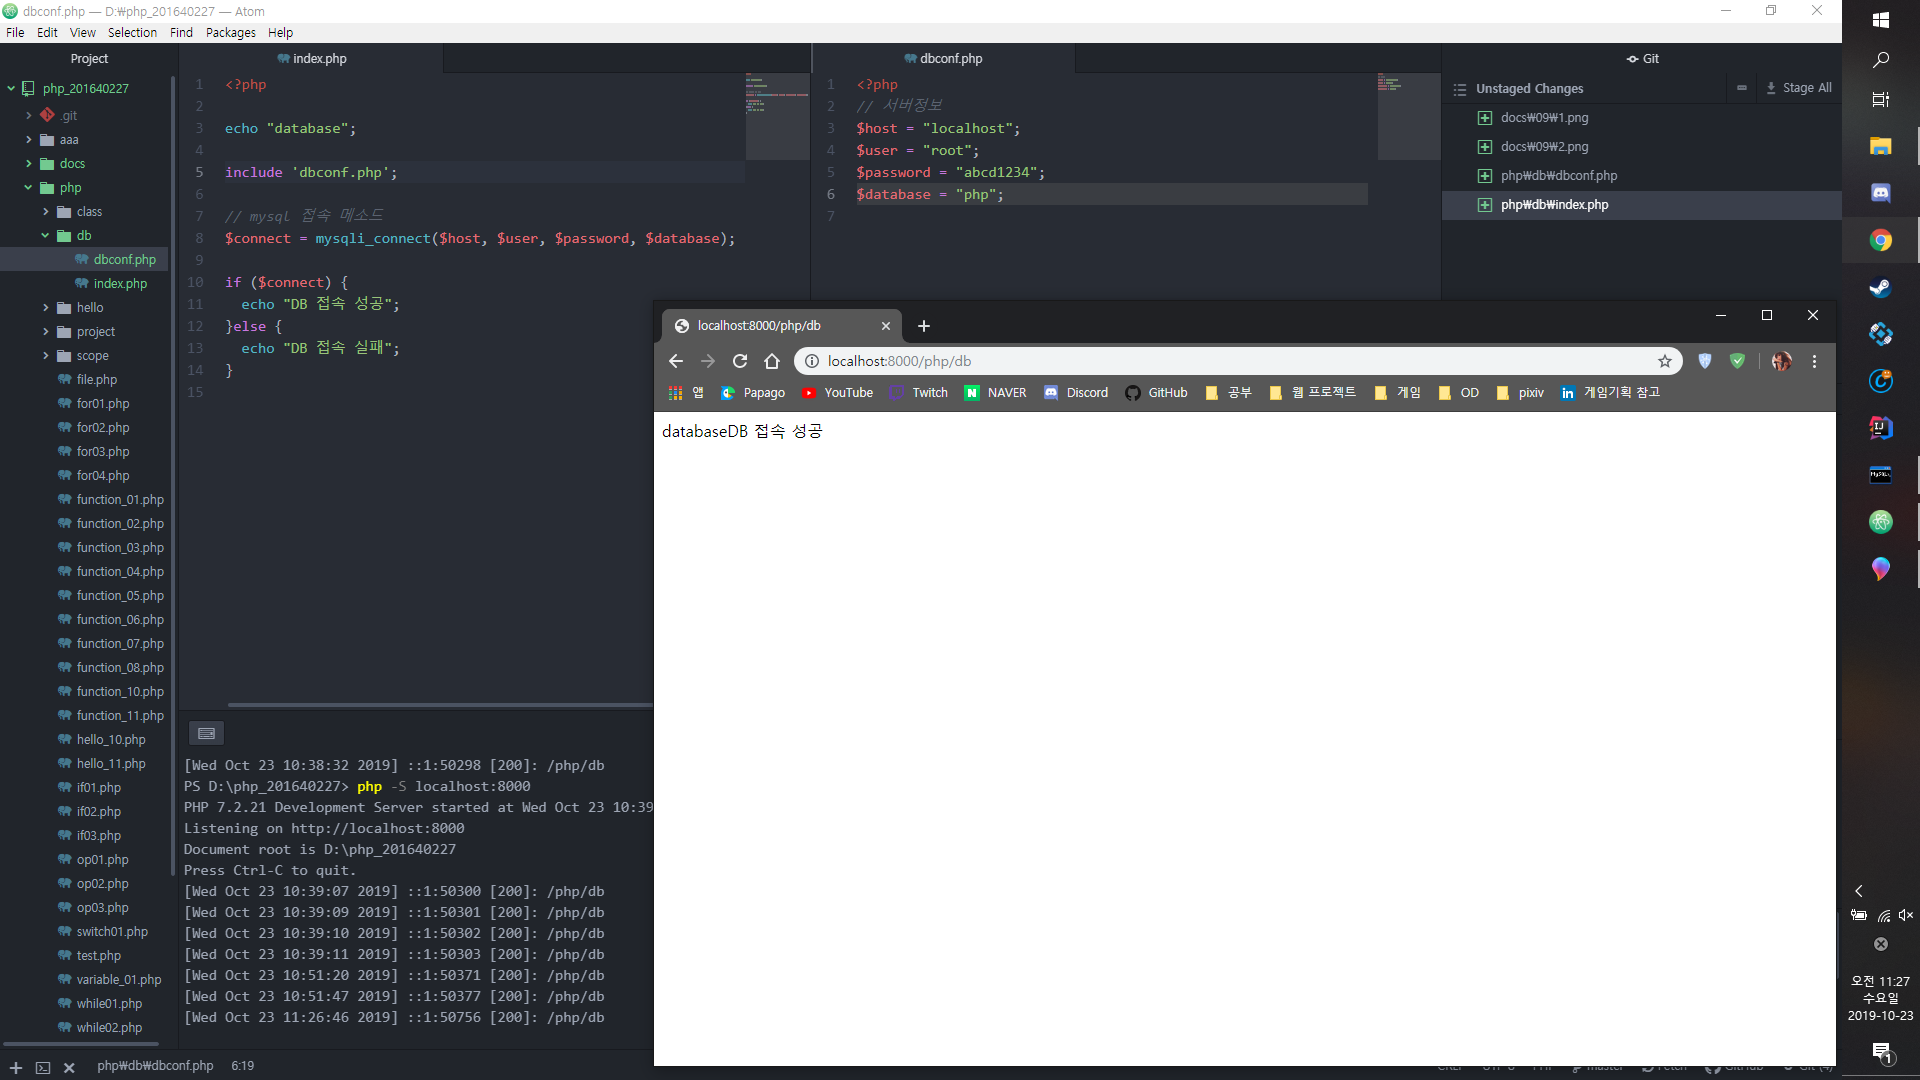 dbconf.php — D:₩php_201640227 — Atom
File Edit View Selection Find Packages Help
Project
php_201640227
.git
aaa
docs
php
class
db
dbconf.php
index.php
hello
project
scope
file.php
for01.php
for02.php
for03.php
for04.php
function_01.php
function_02.php
function_03.php
function_04.php
function_05.php
function_06.php
function_07.php
function_08.php
function_10.php
function_11.php
hello_10.php
hello_11.php
if01.php
if02.php
if03.php
op01.php
op02.php
op03.php
switch01.php
test.php
variable_01.php
while01.php
while02.php
index.php
1 <?php
2
3 echo "database";
4
5 include 'dbconf.php';
6
7 // mysql 접속 메소드
8 $connect = mysqli_connect($host, $user, $password, $database);
9
10 if ($connect) {
11 echo "DB 접속 성공";
12 }else {
13 echo "DB 접속 실패";
14 }
15
dbconf.php
1 <?php
2 // 서버정보
3 $host = "localhost";
4 $user = "root";
5 $password = "abcd1234";
6 $database = "php";
7
Git
Unstaged Changes
Stage All
docs₩09₩1.png
docs₩09₩2.png
php₩db₩dbconf.php
php₩db₩index.php
localhost:8000/php/db
localhost:8000/php/db
앱 Papago YouTube Twitch NAVER Discord GitHub 공부 웹 프로젝트 게임 OD pixiv 게임기획 참고
databaseDB 접속 성공
[Wed Oct 23 10:38:32 2019] ::1:50298 [200]: /php/db
PS D:\php_201640227> php -S localhost:8000
PHP 7.2.21 Development Server started at Wed Oct 23 10:39
Listening on http://localhost:8000
Document root is D:\php_201640227
Press Ctrl-C to quit.
[Wed Oct 23 10:39:07 2019] ::1:50300 [200]: /php/db
[Wed Oct 23 10:39:09 2019] ::1:50301 [200]: /php/db
[Wed Oct 23 10:39:10 2019] ::1:50302 [200]: /php/db
[Wed Oct 23 10:39:11 2019] ::1:50303 [200]: /php/db
[Wed Oct 23 10:51:20 2019] ::1:50371 [200]: /php/db
[Wed Oct 23 10:51:47 2019] ::1:50377 [200]: /php/db
[Wed Oct 23 11:26:46 2019] ::1:50756 [200]: /php/db
php₩db₩dbconf.php 6:19
오전 11:27
수요일
2019-10-23
1